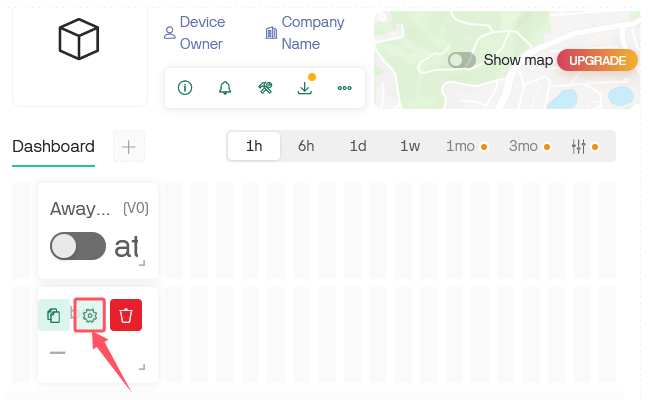 Device
Owner
Company
Name
Show map
UPGRADE
Dashboard
1h
6h
1d
1w
1mo
3mo
Away...
(V0)
at